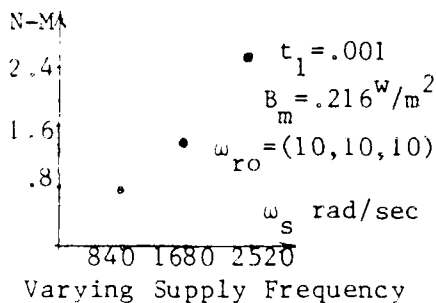 N-M
2.4
t₁=.001
Bₘ=.216ʷ/m²
1.6
ωᵣₒ=(10,10,10)
.8
ωₛ rad/sec
840 1680 2520
Varying Supply Frequency